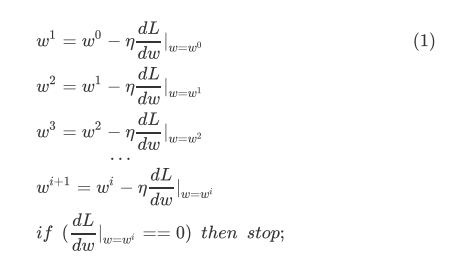 w^1 = w^0 − η dL/dw |_{w=w^0} (1)
w^2 = w^1 − η dL/dw |_{w=w^1}
w^3 = w^2 − η dL/dw |_{w=w^2}
⋯
w^{i+1} = w^i − η dL/dw |_{w=w^i}
if (dL/dw |_{w=w^i} == 0) then stop;